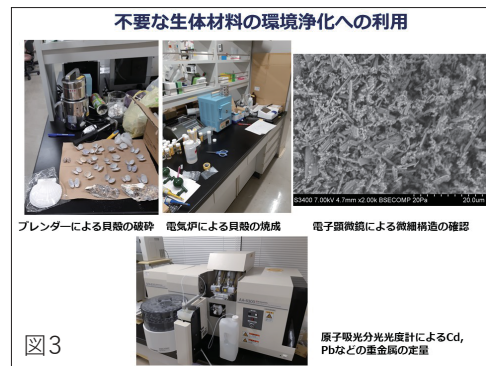 不要な生体材料の環境浄化への利用
S3400 7.00kV 4.7mm x2.00k BSECOMP 20Pa
20.0um
ブレンダーによる貝殻の破砕
電気炉による貝殻の焼成
電子顕微鏡による微細構造の確認
図3
原子吸光分光光度計によるCd,
Pbなどの重金属の定量